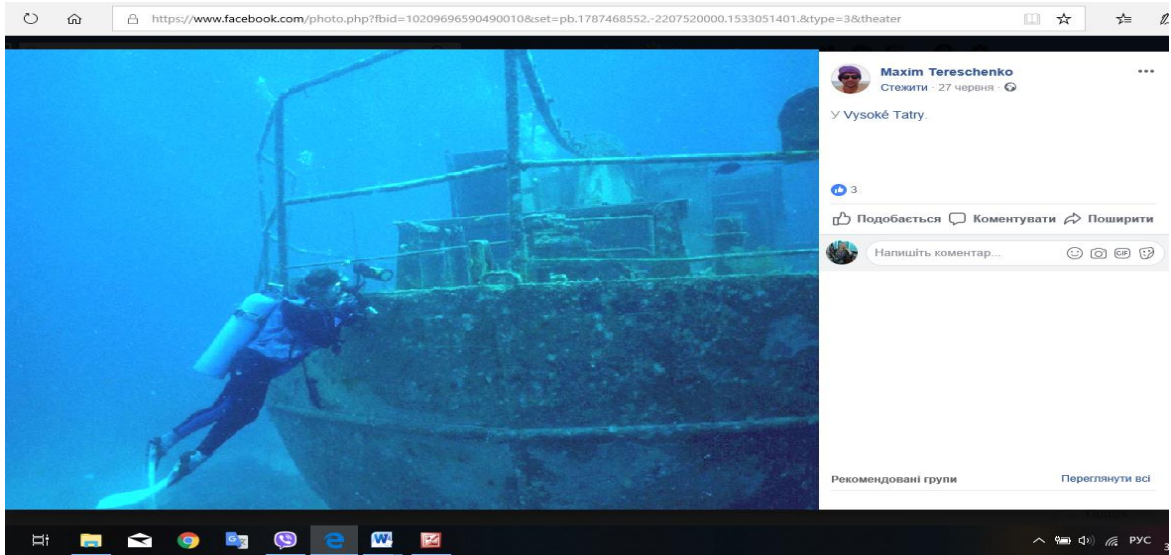 https://www.facebook.com/photo.php?fbid=10209696590490010&set=pb.1787468552.-2207520000.1533051401.&type=3&theater
Maxim Tereschenko
Стежити · 27 червня ·
У Vysoké Tatry.
3
Подобається Коментувати Поширити
Напишіть коментар...
GIF
Рекомендовані групи
Переглянути всі
РУС